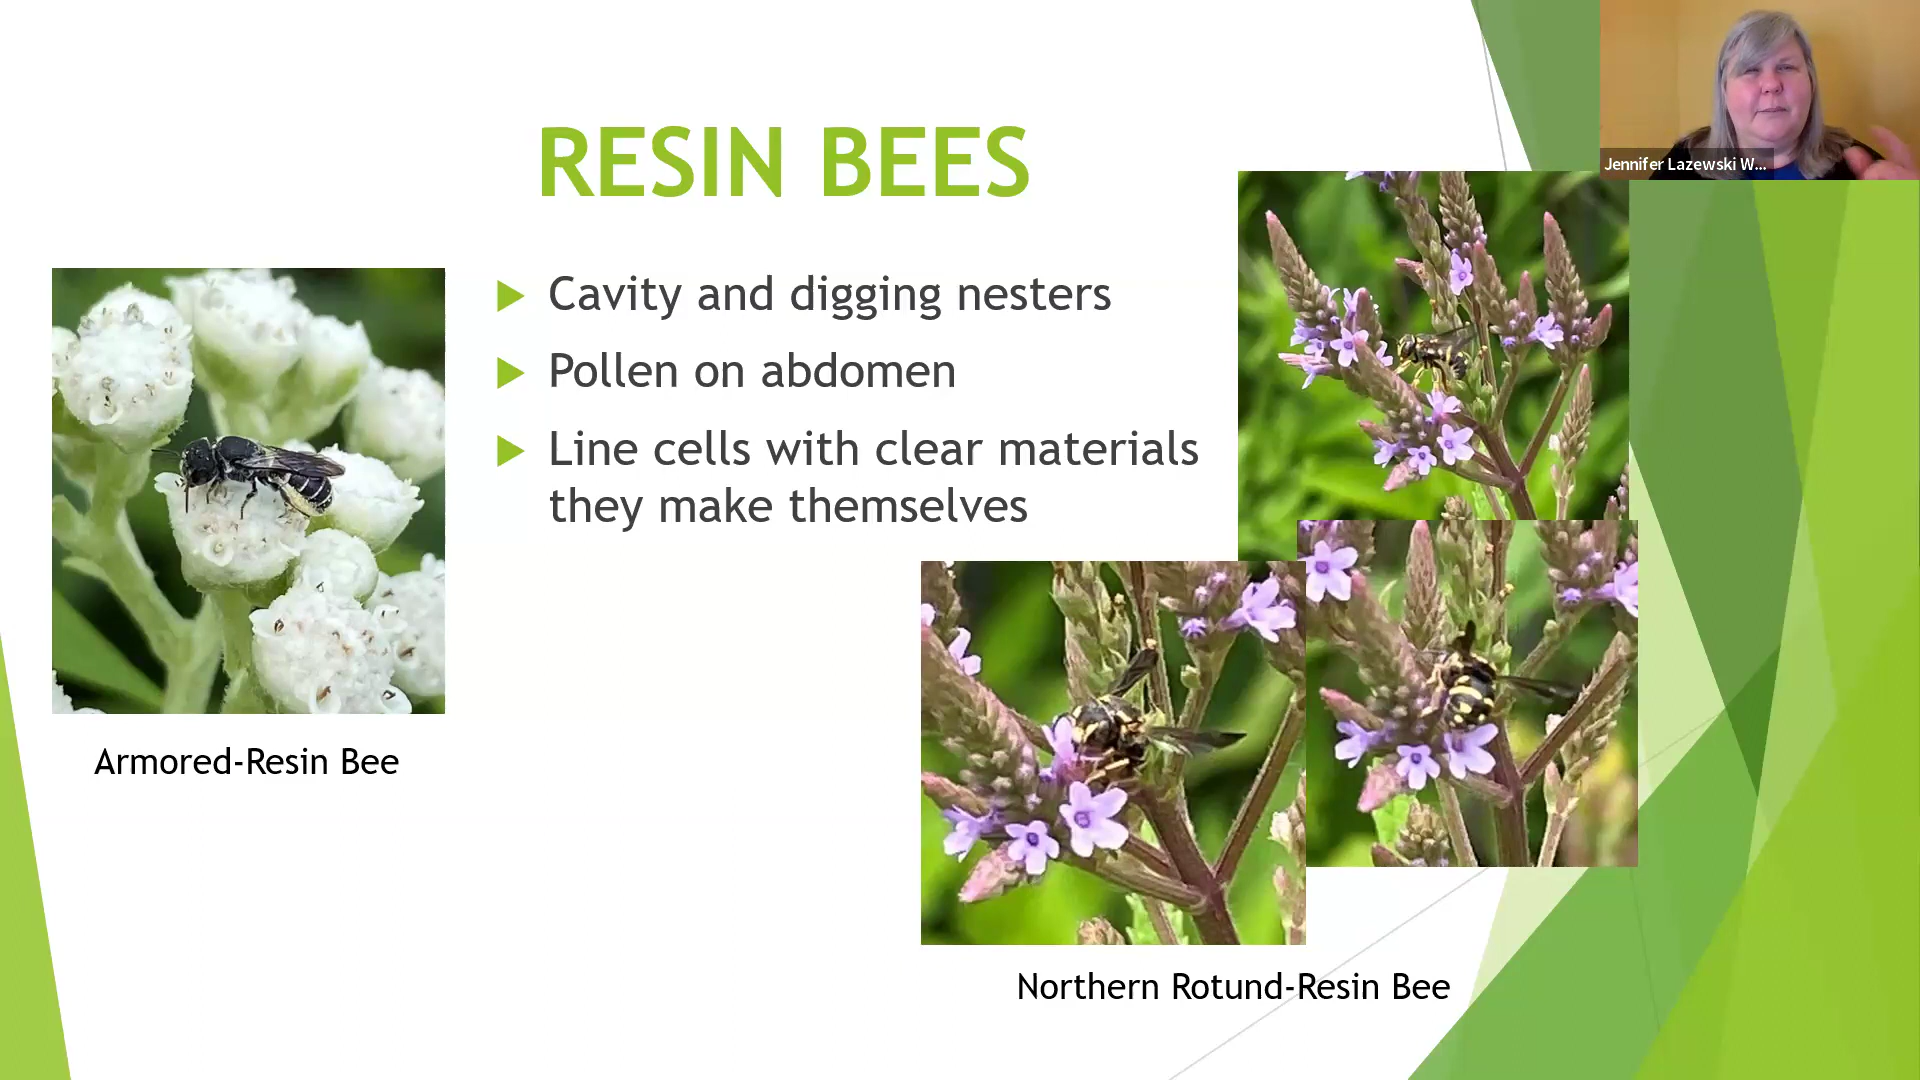 Jennifer Lazewski W...
RESIN BEES
Cavity and digging nesters
Pollen on abdomen
Line cells with clear materials
they make themselves
Armored-Resin Bee
Northern Rotund-Resin Bee